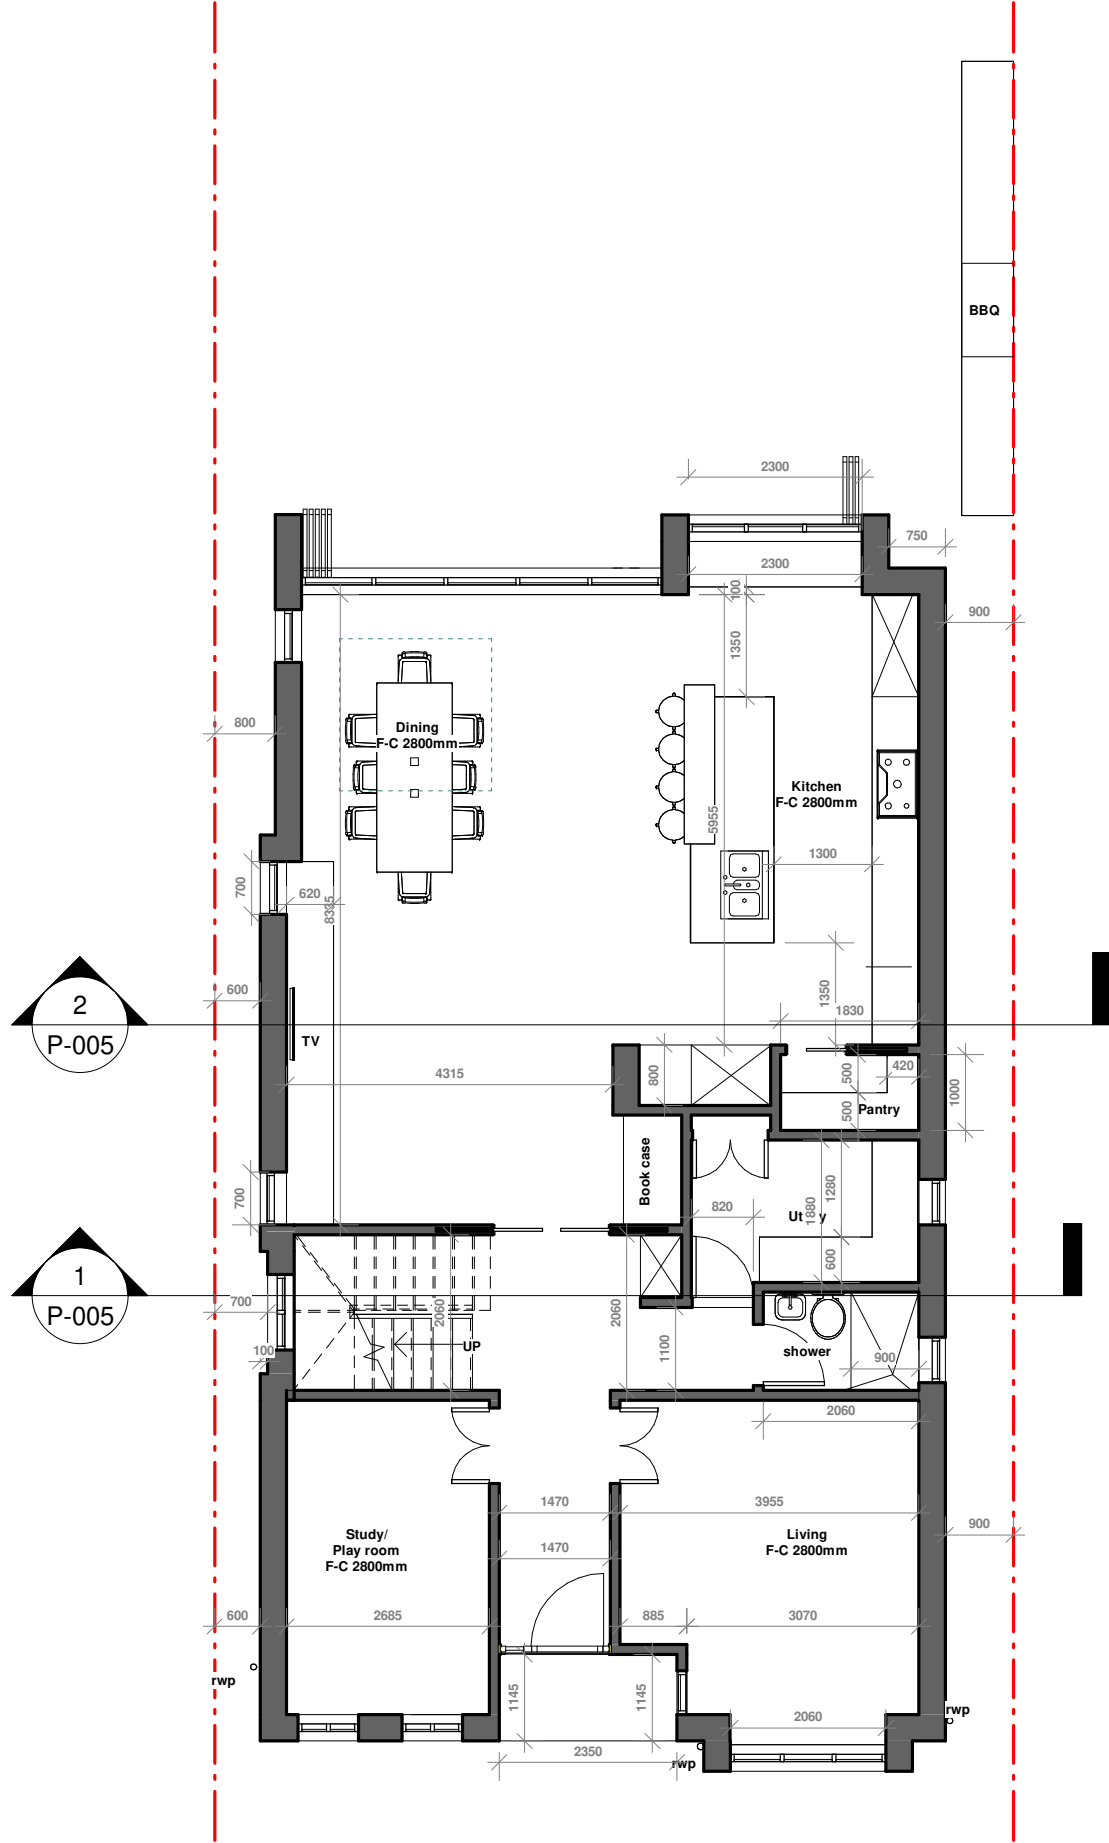 BBQ
2300
750
2300
100
900
1350
800
Dining
F-C 2800mm
Kitchen
F-C 2800mm
5955
1300
700
620
8335
600
1350
2
P-005
1830
TV
4315
800
500
420
1000
500
Pantry
Book case
700
820
1280
1880
600
1
P-005
700
100
2060
UP
2060
1100
shower
900
2060
1470
3955
1470
Study/
Play room
F-C 2800mm
Living
F-C 2800mm
900
600
2685
885
3070
rwp
1145
1145
rwp
2060
2350
rwp